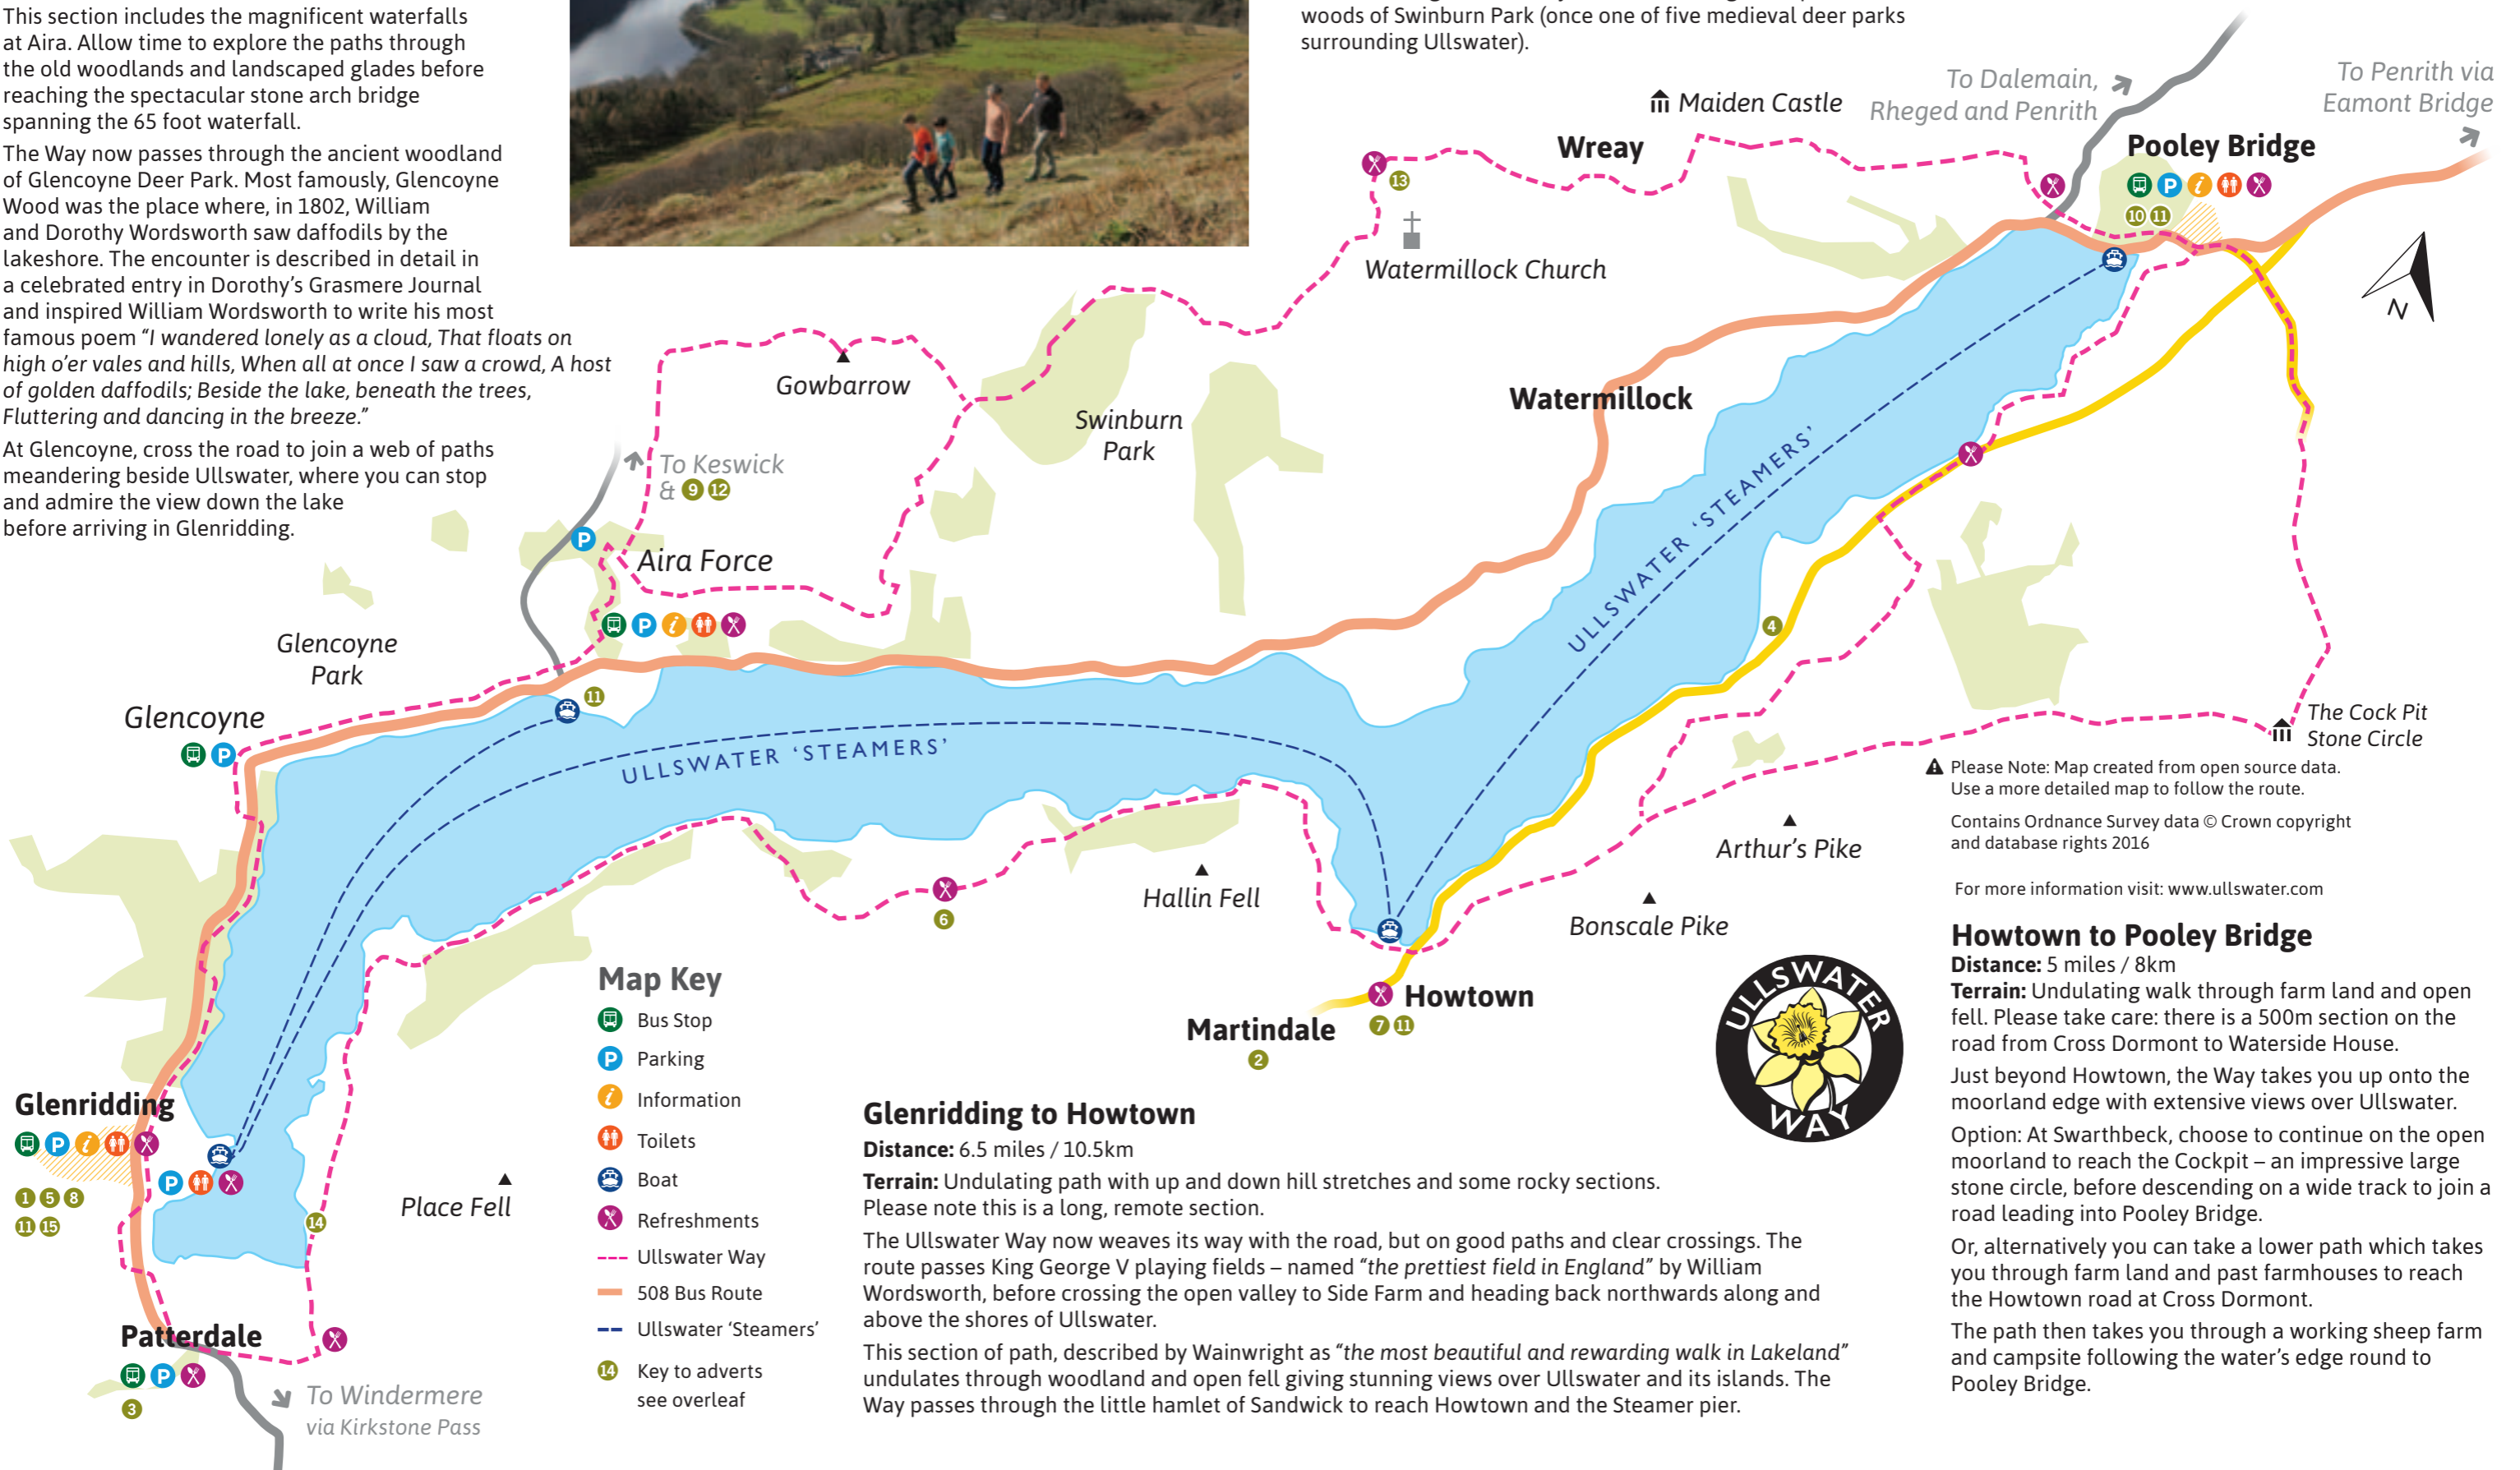 This section includes the magnificent waterfalls
at Aira. Allow time to explore the paths through
the old woodlands and landscaped glades before
reaching the spectacular stone arch bridge
spanning the 65 foot waterfall.
The Way now passes through the ancient woodland
of Glencoyne Deer Park. Most famously, Glencoyne
Wood was the place where, in 1802, William
and Dorothy Wordsworth saw daffodils by the
lakeshore. The encounter is described in detail in
a celebrated entry in Dorothy's Grasmere Journal
and inspired William Wordsworth to write his most
famous poem “I wandered lonely as a cloud, That floats on
high o'er vales and hills, When all at once I saw a crowd, A host
of golden daffodils; Beside the lake, beneath the trees,
Fluttering and dancing in the breeze.”
At Glencoyne, cross the road to join a web of paths
meandering beside Ullswater, where you can stop
and admire the view down the lake
before arriving in Glenridding.
woods of Swinburn Park (once one of five medieval deer parks
surrounding Ullswater).
To Dalemain,
Rheged and Penrith
To Penrith via
Eamont Bridge
Maiden Castle
Wreay
Pooley Bridge
P i
10 11
13
Watermillock Church
N
Gowbarrow
Swinburn
Park
Watermillock
To Keswick
& 9 12
P
Aira Force
P i
ULLSWATER ‘STEAMERS’
4
Glencoyne
Park
Glencoyne
P
11
ULLSWATER ‘STEAMERS’
The Cock Pit
Stone Circle
Please Note: Map created from open source data.
Use a more detailed map to follow the route.
Contains Ordnance Survey data © Crown copyright
and database rights 2016
For more information visit: www.ullswater.com
Arthur's Pike
Hallin Fell
Bonscale Pike
6
Howtown
7 11
Martindale
2
ULLSWATER
WAY
Glenridding
P i
P
1 5 8
11 15
14
Place Fell
Patterdale
P
3
To Windermere
via Kirkstone Pass
Map Key
Bus Stop
P Parking
i Information
Toilets
Boat
Refreshments
Ullswater Way
508 Bus Route
Ullswater ‘Steamers’
14 Key to adverts
see overleaf
Glenridding to Howtown
Distance: 6.5 miles / 10.5km
Terrain: Undulating path with up and down hill stretches and some rocky sections.
Please note this is a long, remote section.
The Ullswater Way now weaves its way with the road, but on good paths and clear crossings. The
route passes King George V playing fields – named “the prettiest field in England” by William
Wordsworth, before crossing the open valley to Side Farm and heading back northwards along and
above the shores of Ullswater.
This section of path, described by Wainwright as “the most beautiful and rewarding walk in Lakeland”
undulates through woodland and open fell giving stunning views over Ullswater and its islands. The
Way passes through the little hamlet of Sandwick to reach Howtown and the Steamer pier.
Howtown to Pooley Bridge
Distance: 5 miles / 8km
Terrain: Undulating walk through farm land and open
fell. Please take care: there is a 500m section on the
road from Cross Dormont to Waterside House.
Just beyond Howtown, the Way takes you up onto the
moorland edge with extensive views over Ullswater.
Option: At Swarthbeck, choose to continue on the open
moorland to reach the Cockpit – an impressive large
stone circle, before descending on a wide track to join a
road leading into Pooley Bridge.
Or, alternatively you can take a lower path which takes
you through farm land and past farmhouses to reach
the Howtown road at Cross Dormont.
The path then takes you through a working sheep farm
and campsite following the water's edge round to
Pooley Bridge.